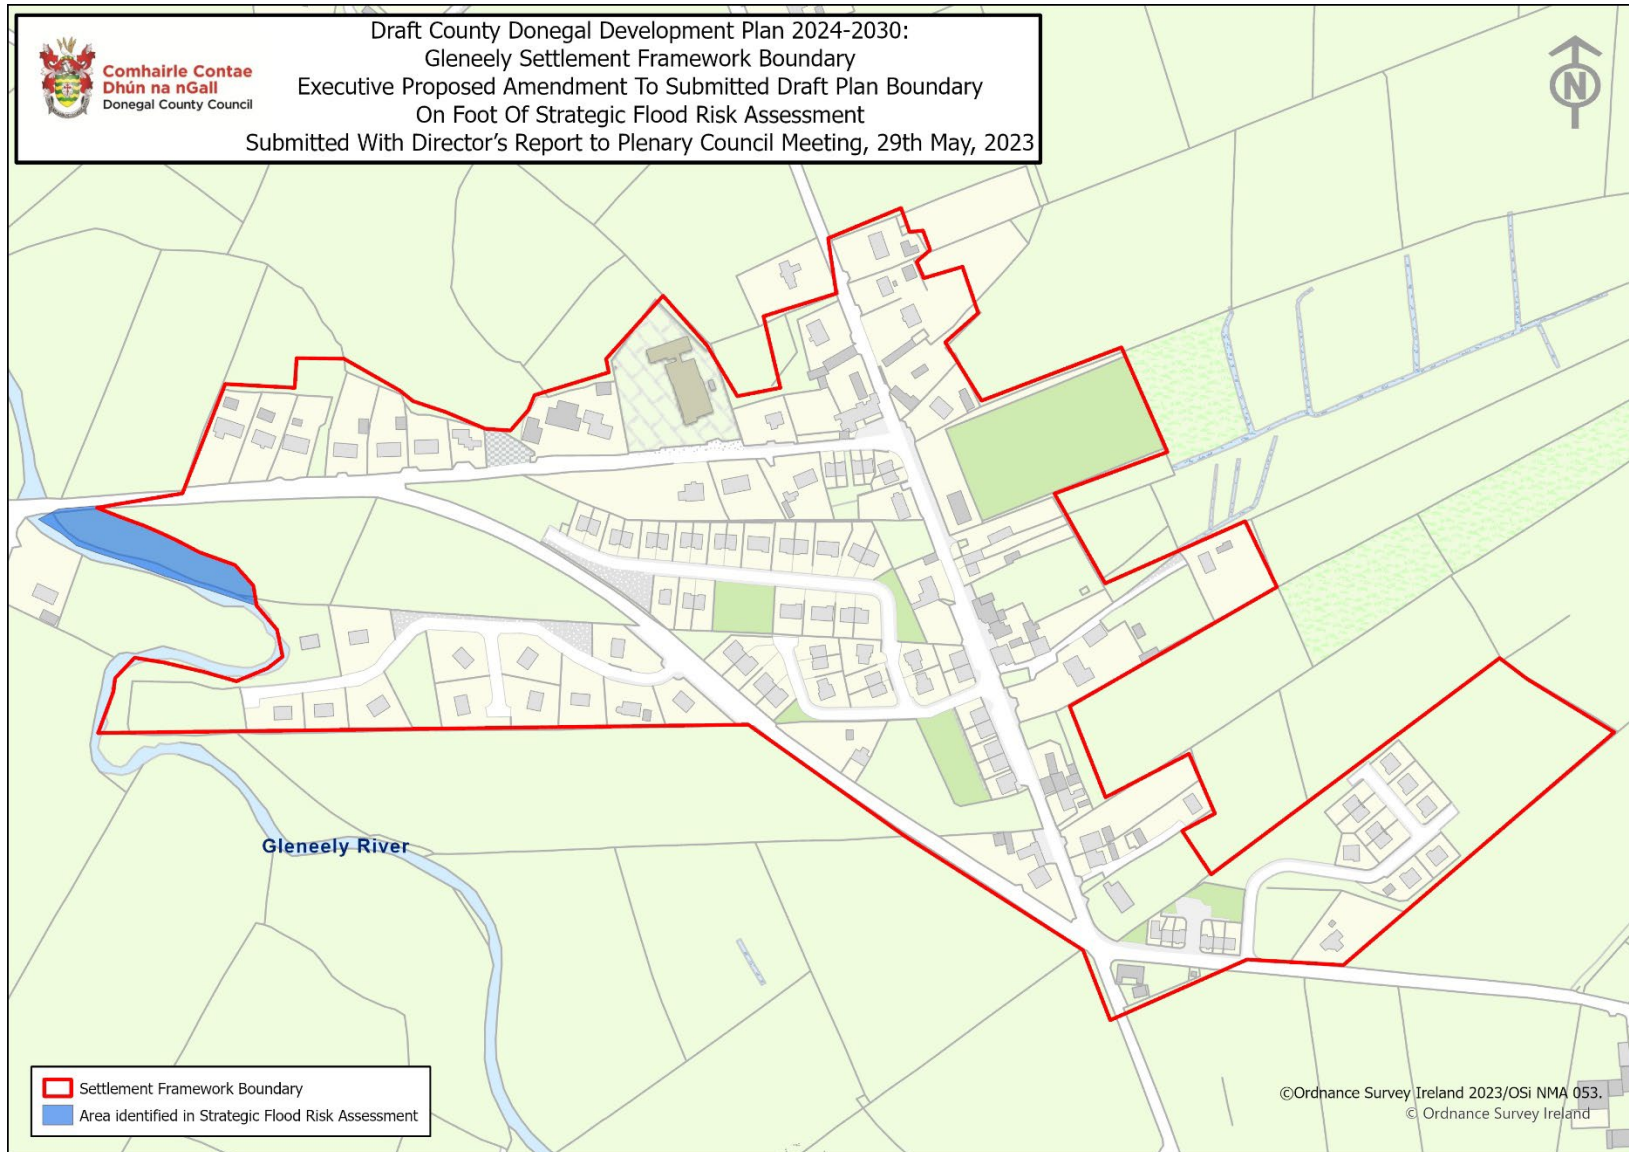 Comhairle Contae
Dhún na nGall
Donegal County Council
Draft County Donegal Development Plan 2024-2030:
Gleneely Settlement Framework Boundary
Executive Proposed Amendment To Submitted Draft Plan Boundary
On Foot Of Strategic Flood Risk Assessment
Submitted With Director's Report to Plenary Council Meeting, 29th May, 2023
N
Gleneely River
Settlement Framework Boundary
Area identified in Strategic Flood Risk Assessment
©Ordnance Survey Ireland 2023/OSi NMA 053.
© Ordnance Survey Ireland